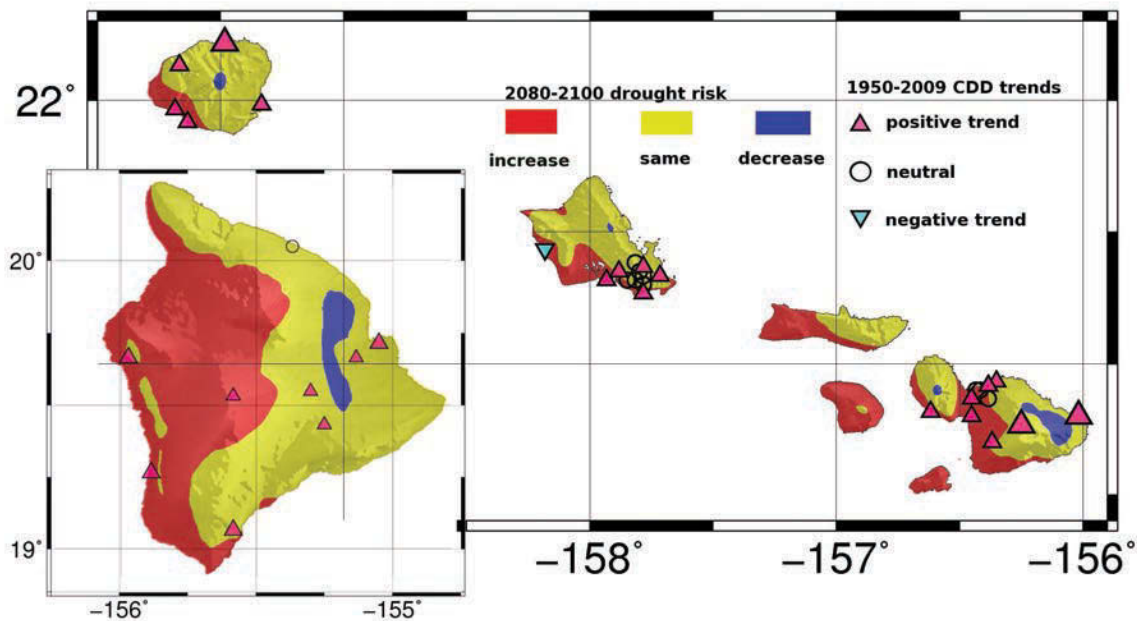 22°
2080-2100 drought risk
increase same decrease
1950-2009 CDD trends
positive trend
neutral
negative trend
20°
19°
−156° −155°
−158° −157° −156°